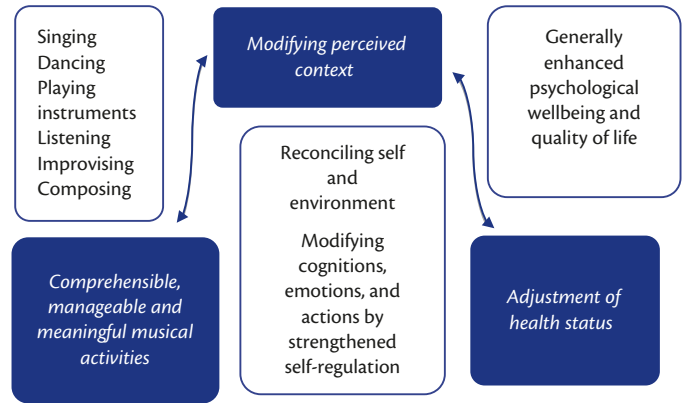 Singing
Dancing
Playing
instruments
Listening
Improvising
Composing
Modifying perceived
context
Generally
enhanced
psychological
wellbeing and
quality of life
Reconciling self
and
environment
Modifying
cognitions,
emotions, and
actions by
strengthened
self-regulation
Comprehensible,
manageable and
meaningful musical
activities
Adjustment of
health status